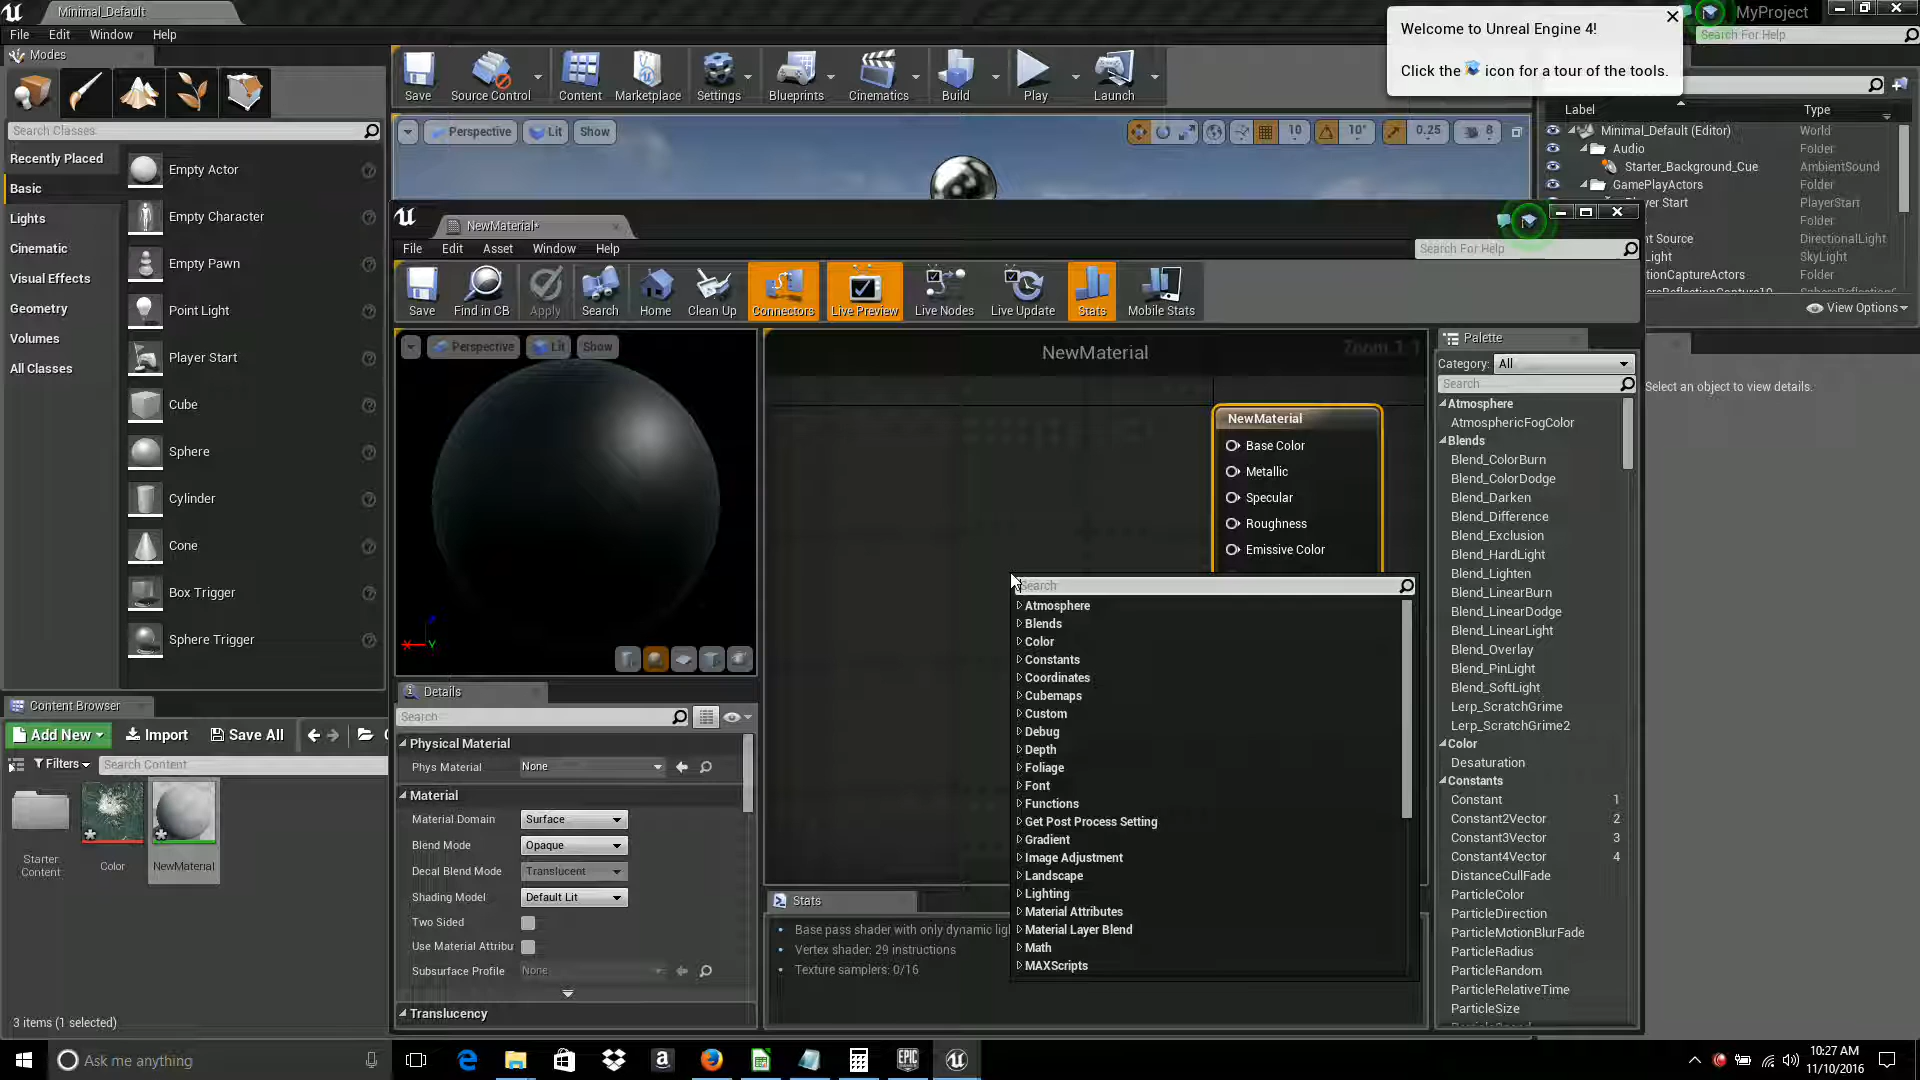 Minimal_Default
MyProject
File Edit Window Help
Search For Help
Welcome to Unreal Engine 4!
Click the icon for a tour of the tools.
Modes
Save
Source Control
Content
Marketplace
Settings
Blueprints
Cinematics
Build
Play
Launch
Search Classes
Recently Placed
Basic
Lights
Cinematic
Visual Effects
Geometry
Volumes
All Classes
Empty Actor
Empty Character
Empty Pawn
Point Light
Player Start
Cube
Sphere
Cylinder
Cone
Box Trigger
Sphere Trigger
Perspective Lit Show
10 10° 0.25 8
Label Type
Minimal_Default (Editor) World
Audio Folder
Starter_Background_Cue AmbientSound
GamePlayActors Folder
Player Start PlayerStart
Folder
Source DirectionalLight
Light SkyLight
Folder
View Options
Select an object to view details.
NewMaterial*
File Edit Asset Window Help
Search For Help
Save
Find in CB
Apply
Search
Home
Clean Up
Connectors
Live Preview
Live Nodes
Live Update
Stats
Mobile Stats
Perspective Lit Show
X Y
NewMaterial
Zoom 1:1
NewMaterial
Base Color
Metallic
Specular
Roughness
Emissive Color
Search
Atmosphere
Blends
Color
Constants
Coordinates
Cubemaps
Custom
Debug
Depth
Foliage
Font
Functions
Get Post Process Setting
Gradient
Image Adjustment
Landscape
Lighting
Material Attributes
Material Layer Blend
Math
MAXScripts
Palette
Category: All
Search
Atmosphere
AtmosphericFogColor
Blends
Blend_ColorBurn
Blend_ColorDodge
Blend_Darken
Blend_Difference
Blend_Exclusion
Blend_HardLight
Blend_Lighten
Blend_LinearBurn
Blend_LinearDodge
Blend_LinearLight
Blend_Overlay
Blend_PinLight
Blend_SoftLight
Lerp_ScratchGrime
Lerp_ScratchGrime2
Color
Desaturation
Constants
Constant 1
Constant2Vector 2
Constant3Vector 3
Constant4Vector 4
DistanceCullFade
ParticleColor
ParticleDirection
ParticleMotionBlurFade
ParticleRadius
ParticleRandom
ParticleRelativeTime
ParticleSize
Details
Search
Physical Material
Phys Material None
Material
Material Domain Surface
Blend Mode Opaque
Decal Blend Mode Translucent
Shading Model Default Lit
Two Sided
Use Material Attribu
Subsurface Profile None
Translucency
Stats
Base pass shader with only dynamic lig
Vertex shader: 29 instructions
Texture samplers: 0/16
Content Browser
Add New Import Save All
Filters Search Content
Starter Content
Color
NewMaterial
3 items (1 selected)
Ask me anything
EPIC GAMES
10:27 AM
11/10/2016